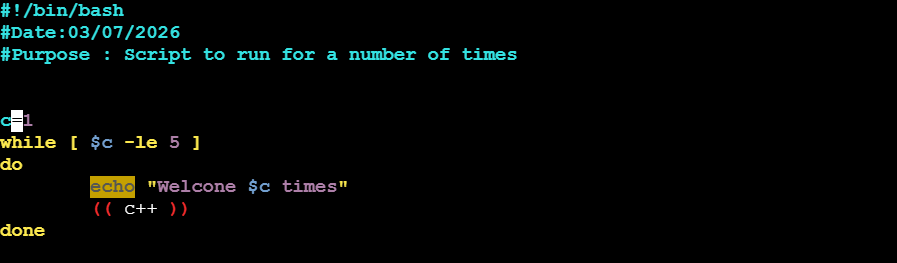 #!/bin/bash
#Date:03/07/2026
#Purpose : Script to run for a number of times
c=1
while [ $c -le 5 ]
do
echo "Welcone $c times"
(( c++ ))
done